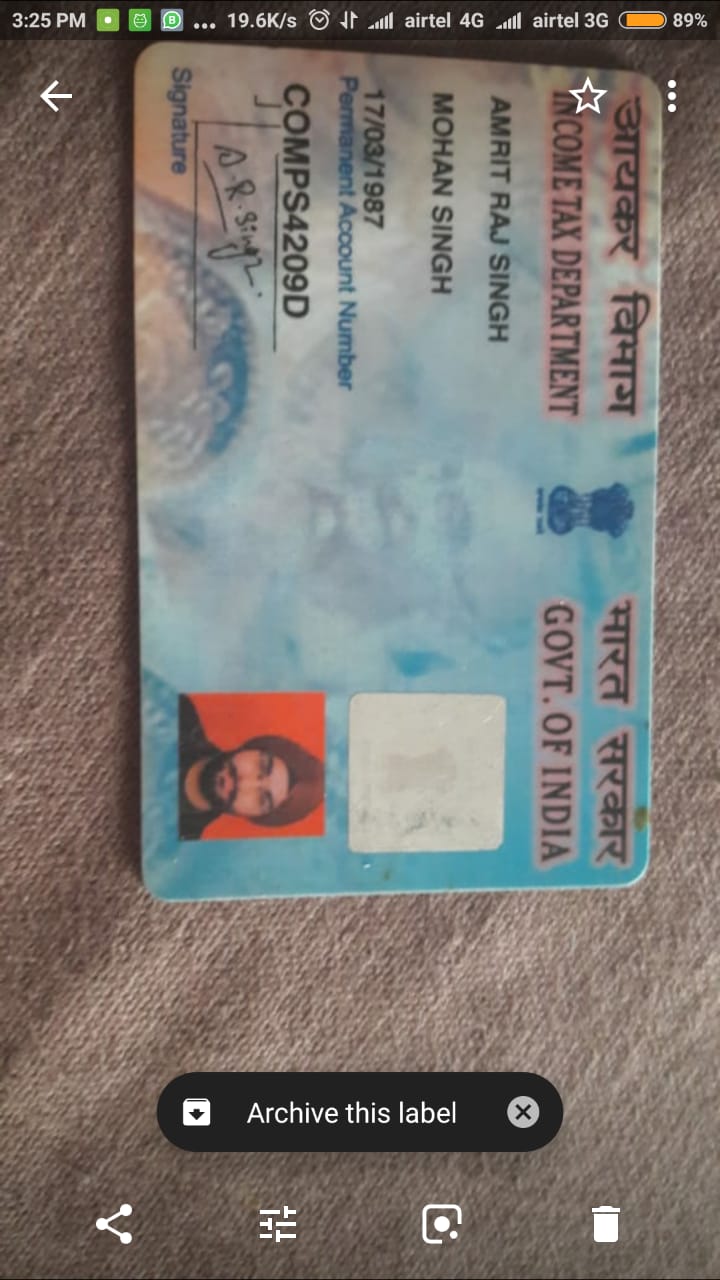 3:25 PM ... 19.6K/s airtel 4G airtel 3G 89%
आयकर विभाग
INCOME TAX DEPARTMENT
भारत सरकार
GOVT. OF INDIA
AMRIT RAJ SINGH
MOHAN SINGH
17/03/1987
Permanent Account Number
COMPS4209D
A.R.Singh.
Signature
Archive this label